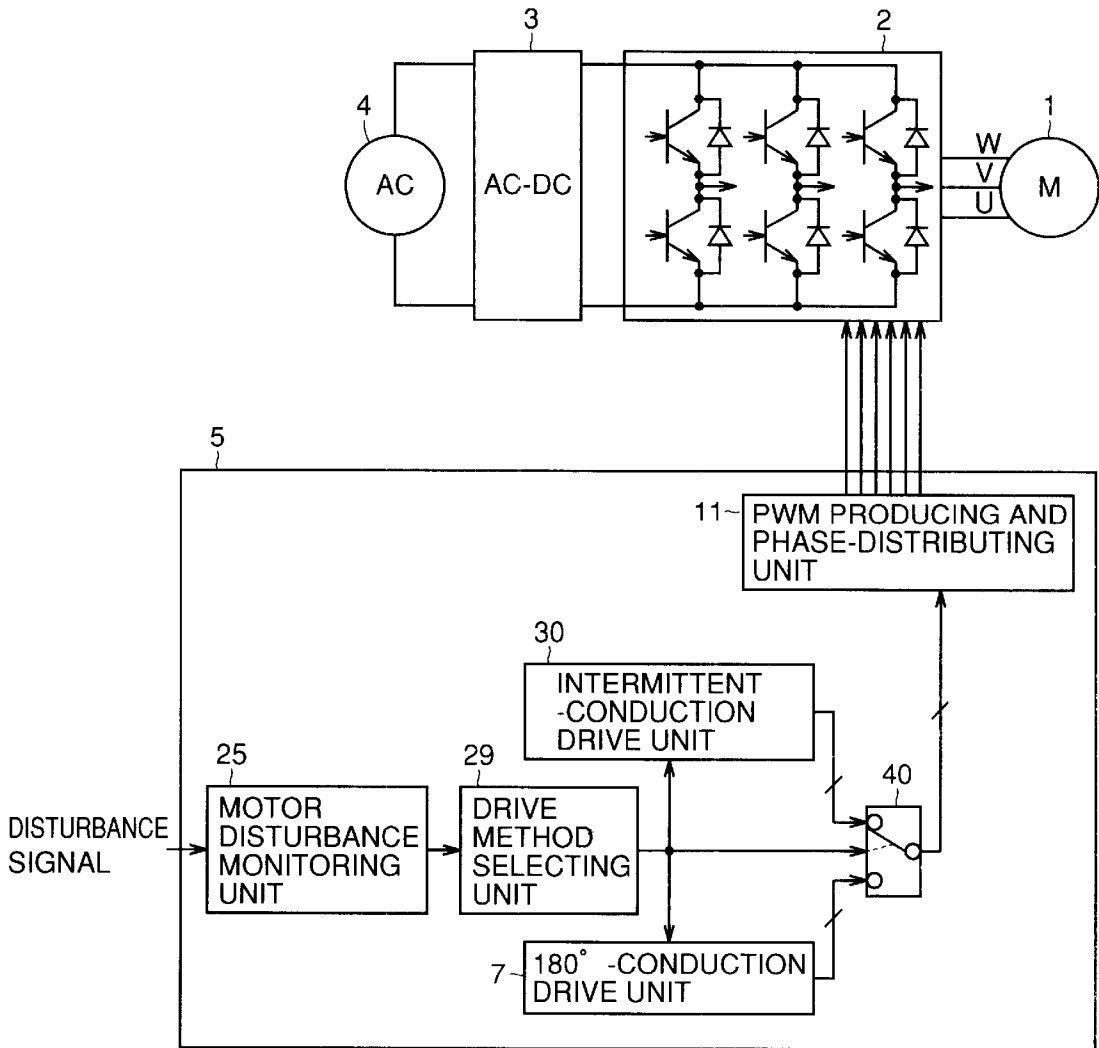 3
2
4
1
AC
AC-DC
W
V
U
M
5
11
PWM PRODUCING AND
PHASE-DISTRIBUTING
UNIT
30
INTERMITTENT
-CONDUCTION
DRIVE UNIT
25
29
40
DISTURBANCE
SIGNAL
MOTOR
DISTURBANCE
MONITORING
UNIT
DRIVE
METHOD
SELECTING
UNIT
7
180° -CONDUCTION
DRIVE UNIT